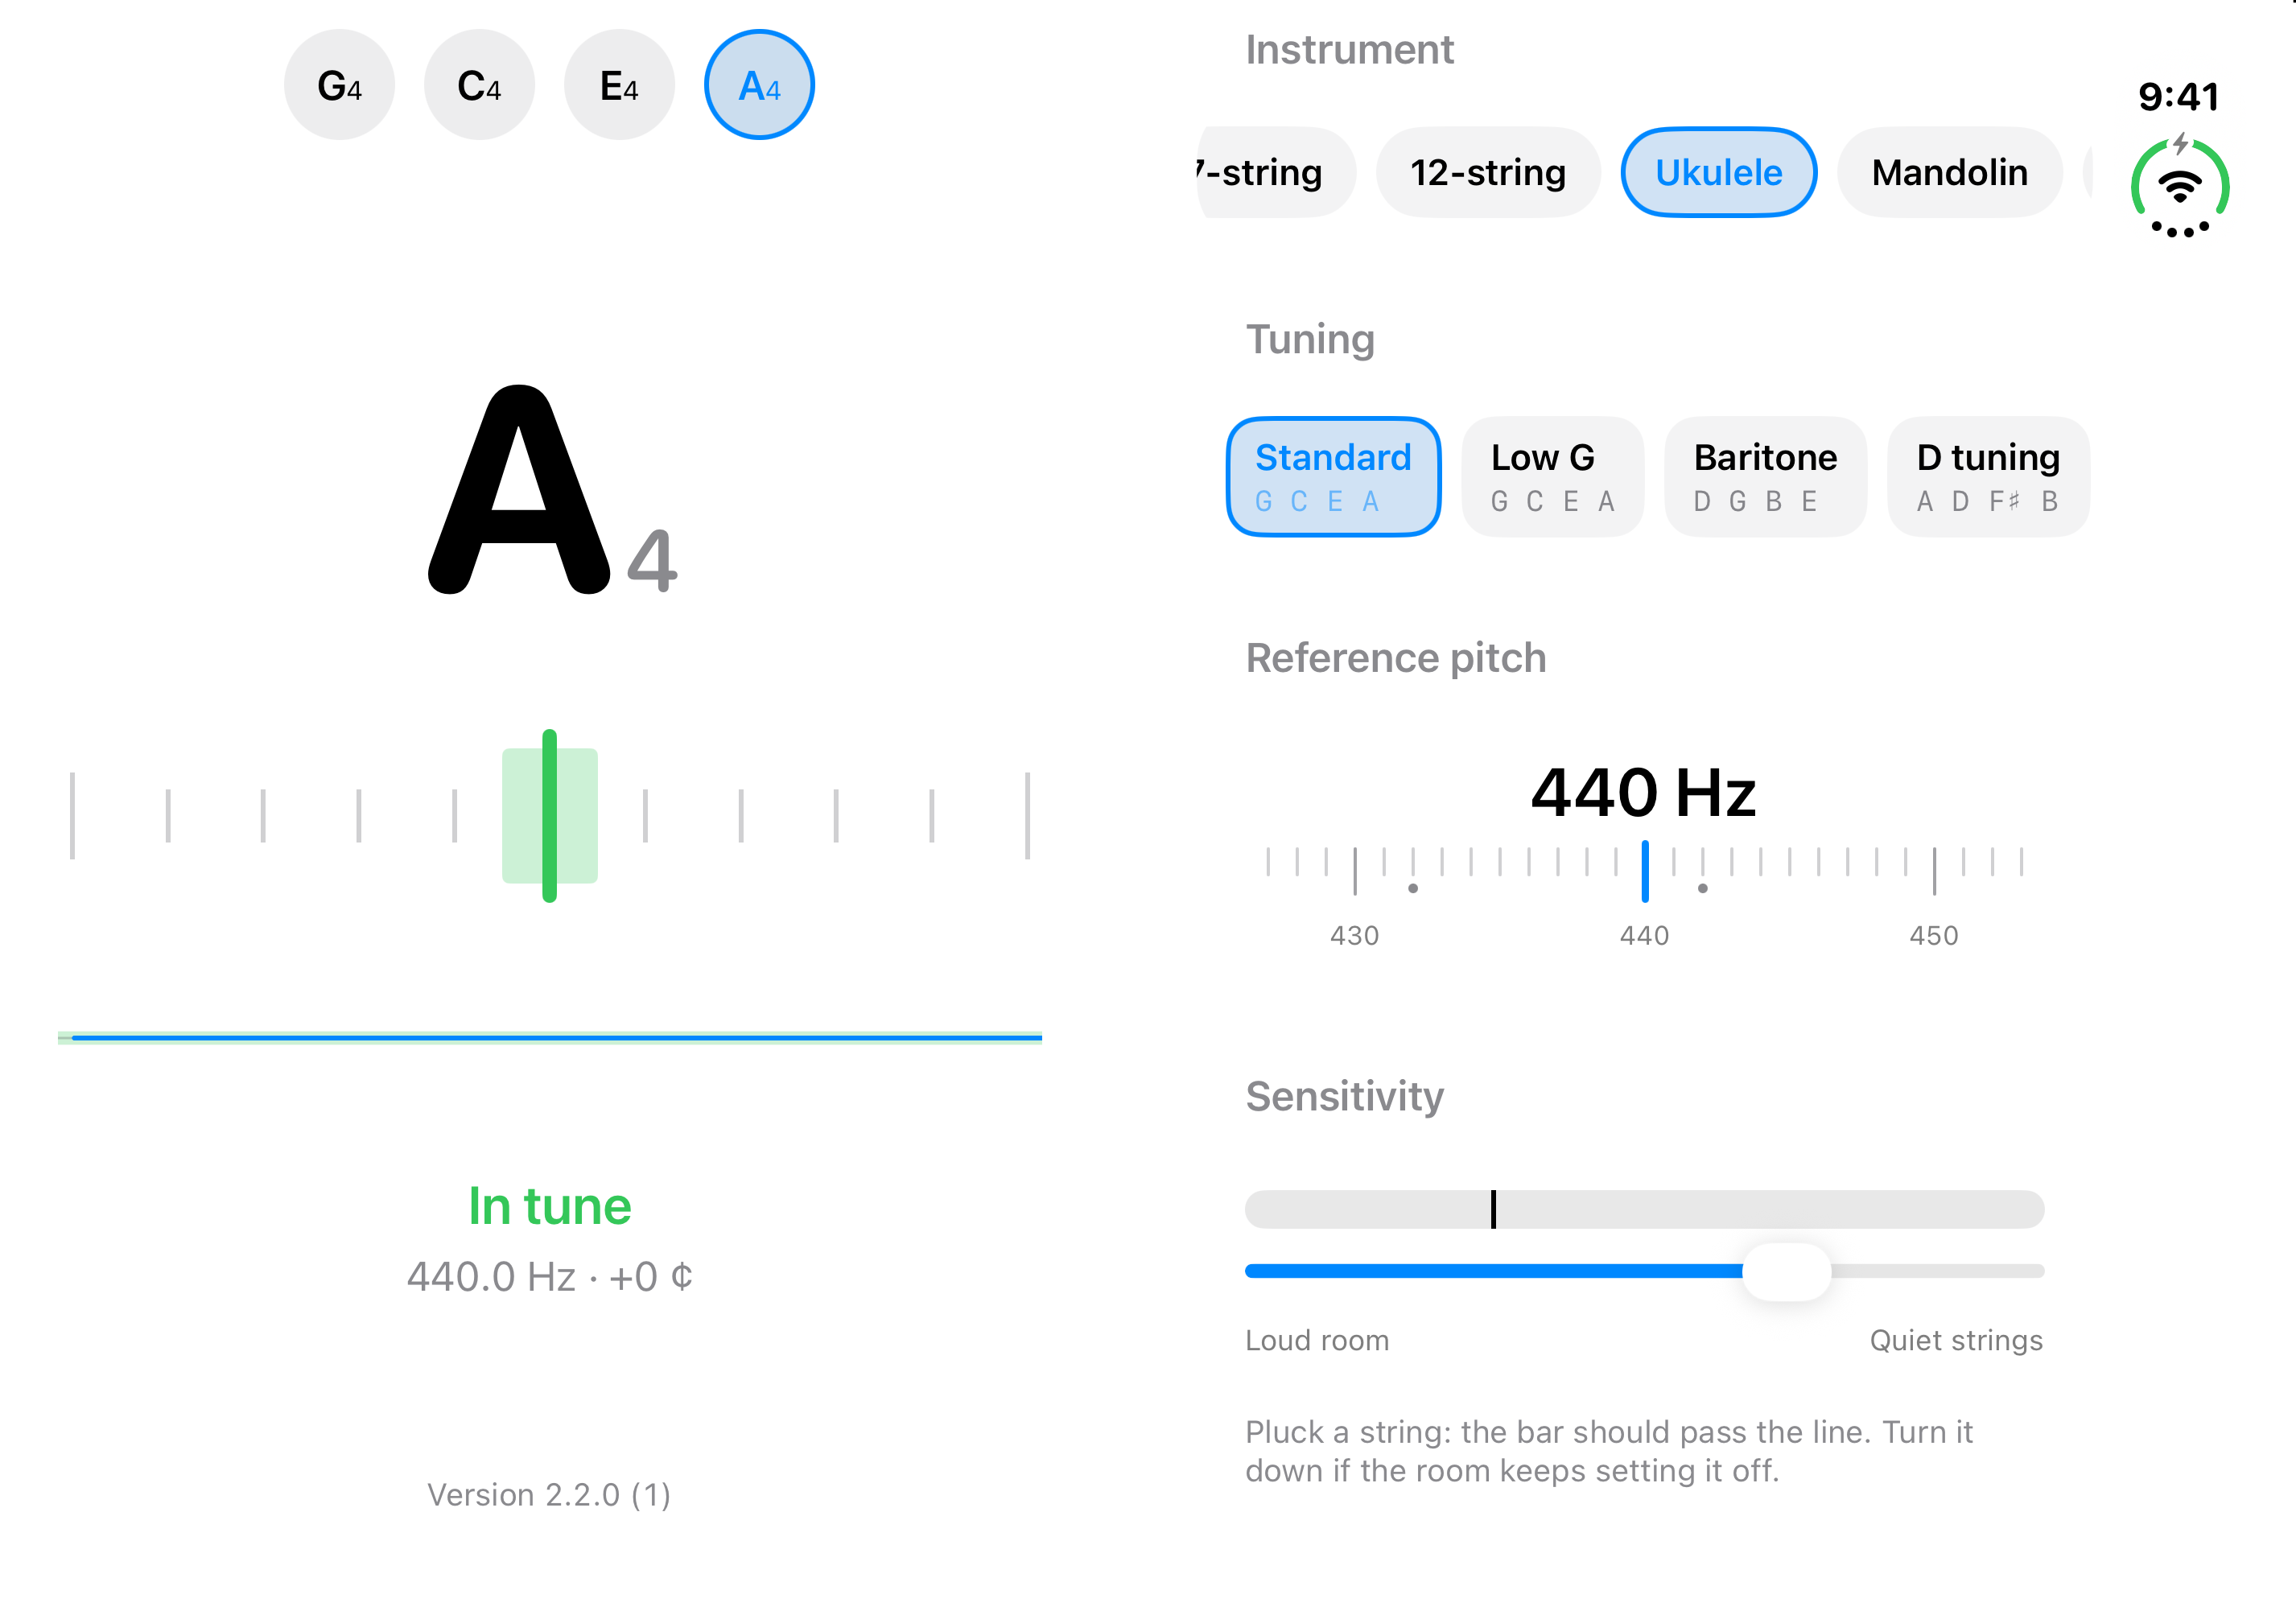 G4 C4 E4 A4
A4
In tune
440.0 Hz · +0 ¢
Version 2.2.0 (1)
Instrument
7-string 12-string Ukulele Mandolin
Tuning
Standard Low G Baritone D tuning
G C E A G C E A D G B E A D F♯ B
Reference pitch
440 Hz
430 440 450
Sensitivity
Loud room Quiet strings
Pluck a string: the bar should pass the line. Turn it
down if the room keeps setting it off.
9:41